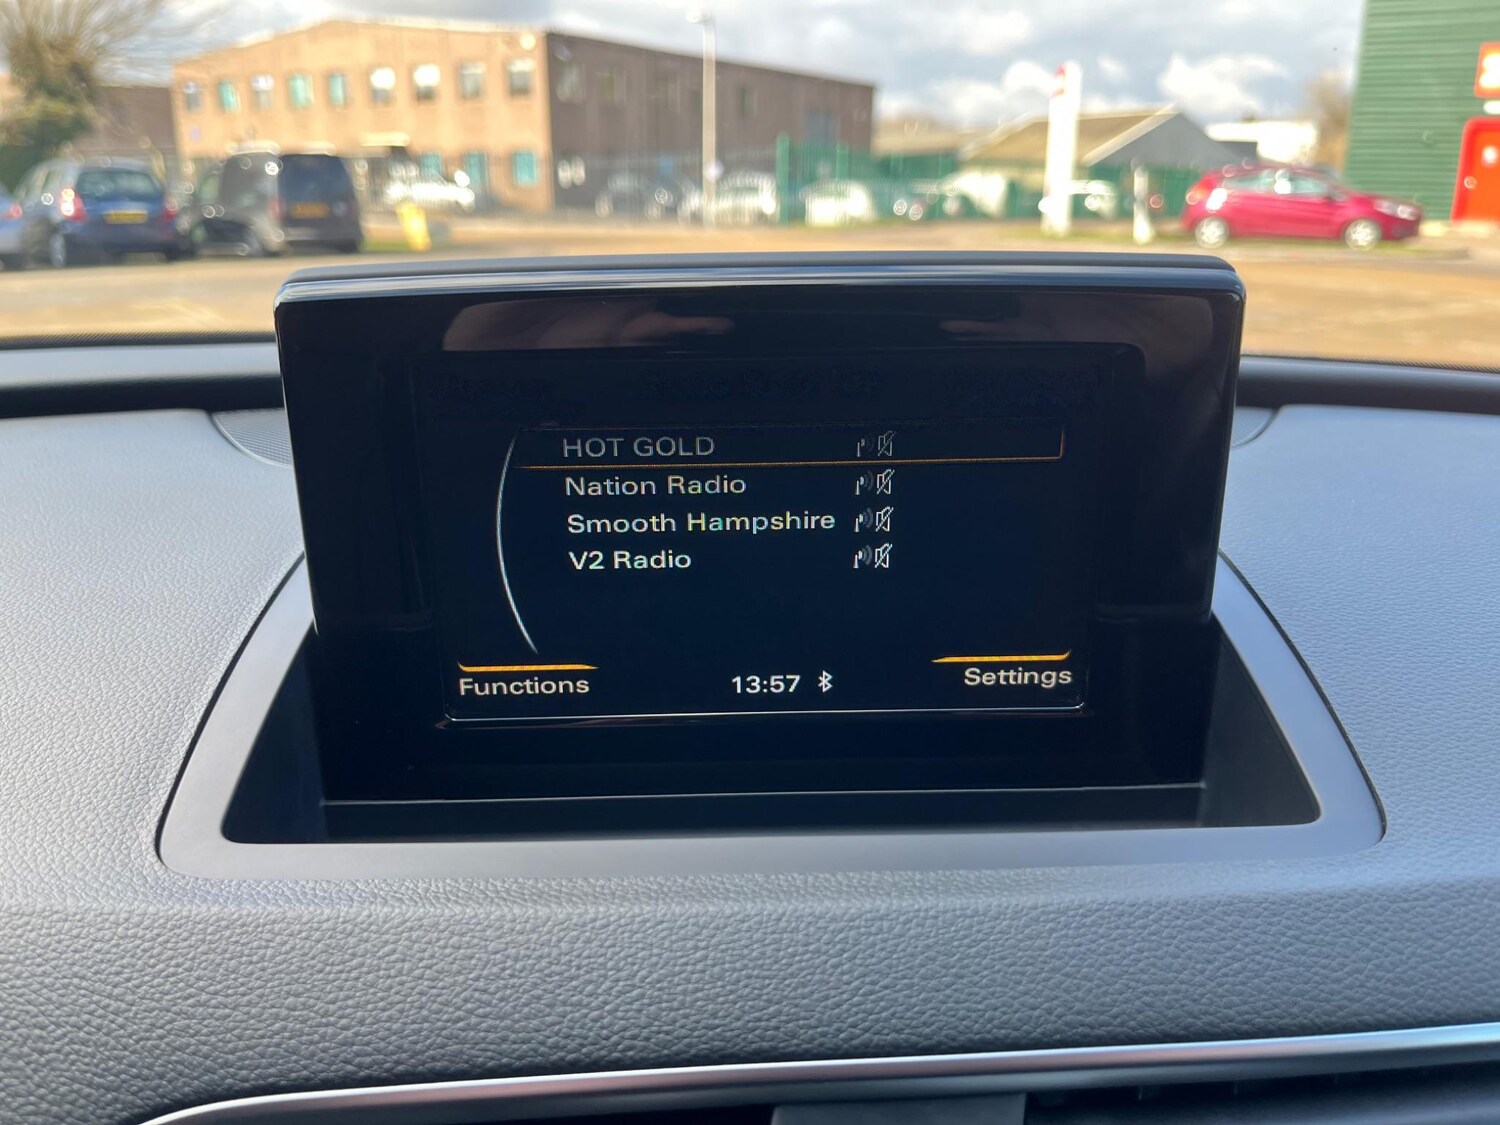 HOT GOLD
Nation Radio
Smooth Hampshire
V2 Radio
Functions
13:57
Settings